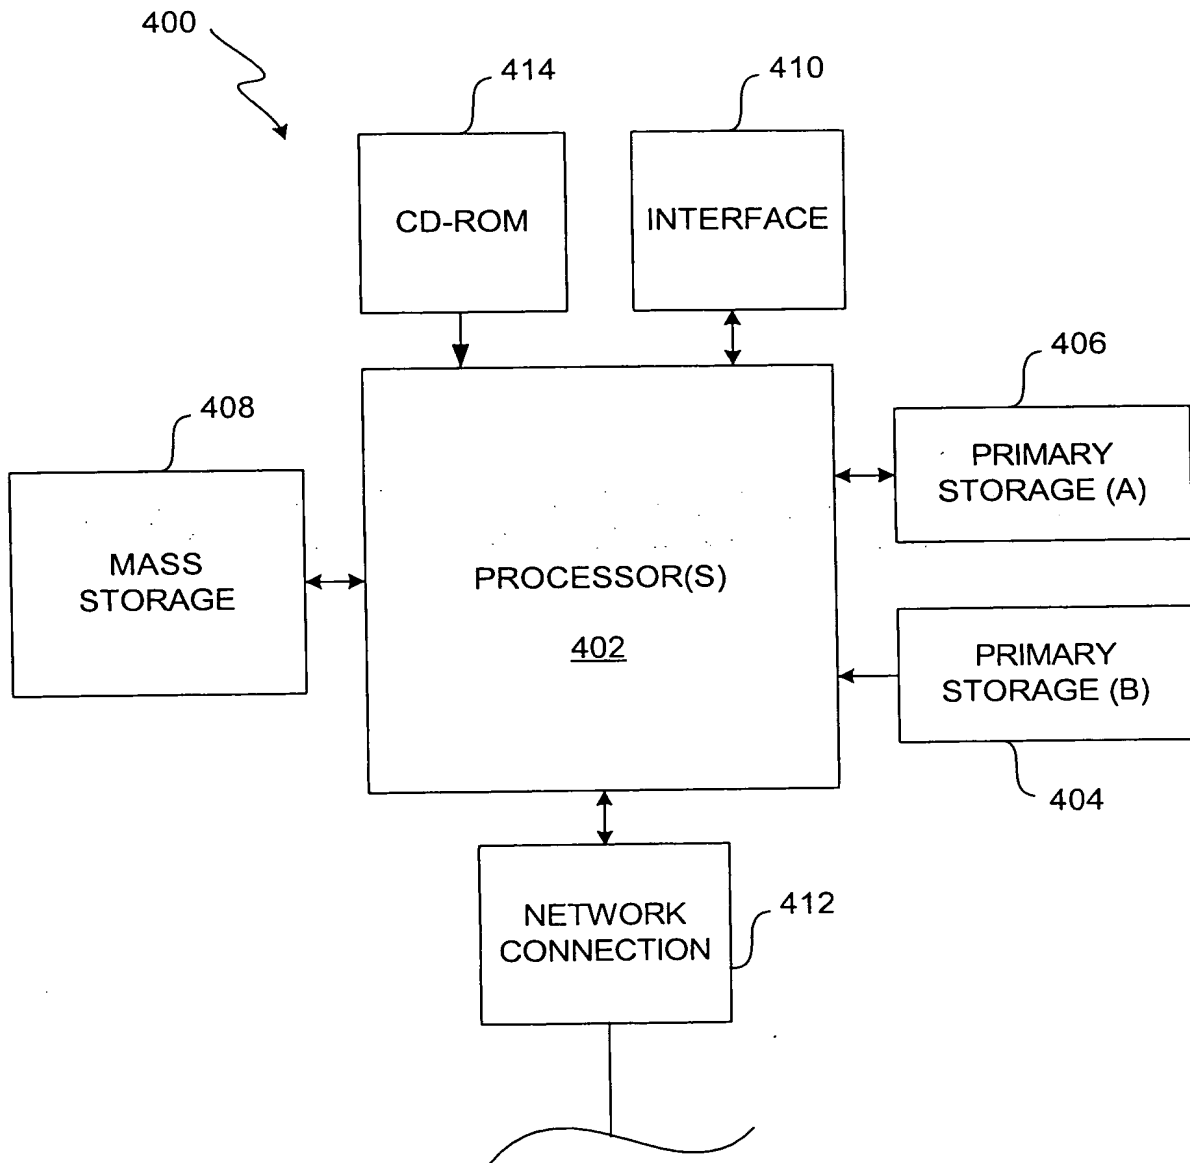 400
414
410
CD-ROM
INTERFACE
406
408
PRIMARY
STORAGE (A)
MASS
STORAGE
PROCESSOR(S)
402
PRIMARY
STORAGE (B)
404
NETWORK
CONNECTION
412